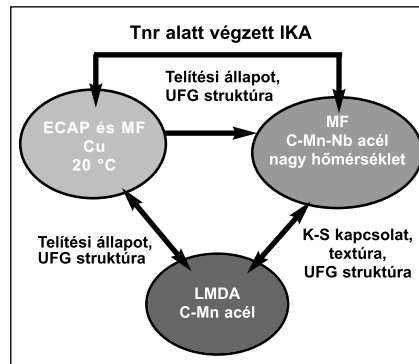 Tnr alatt végzett IKA
Telítési állapot,
UFG struktúra
ECAP és MF
Cu
20 °C
MF
C-Mn-Nb acél
nagy hőmérséklet
Telítési állapot,
UFG struktúra
K-S kapcsolat,
textúra,
UFG struktúra
LMDA
C-Mn acél